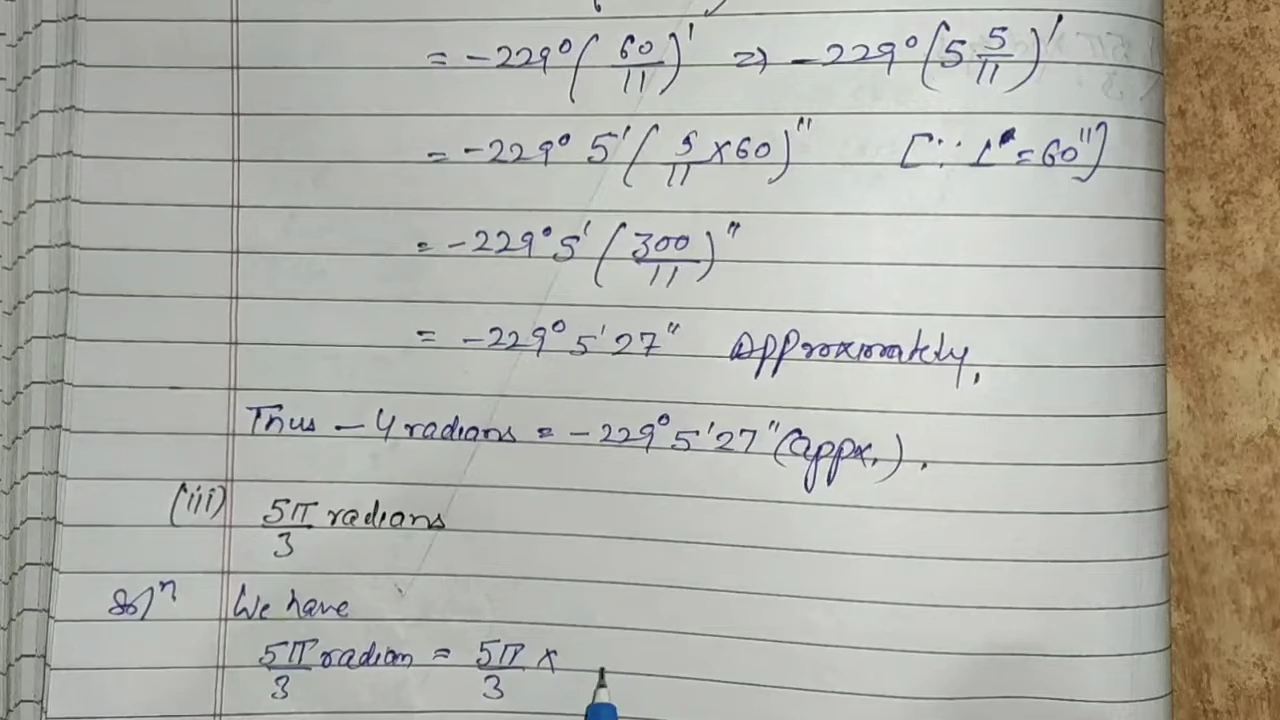 = -229° (60/11)' ⇒ -229° (5 5/11)'
= -229° 5' (5/11 × 60)" [∵ 1' = 60"]
= -229° 5' (300/11)"
= -229° 5' 27" Approximately.
Thus - 4 radians = -229° 5' 27" (appx.).
(iii) 5π/3 radians
Solⁿ We have
5π/3 radian = 5π/3 ×